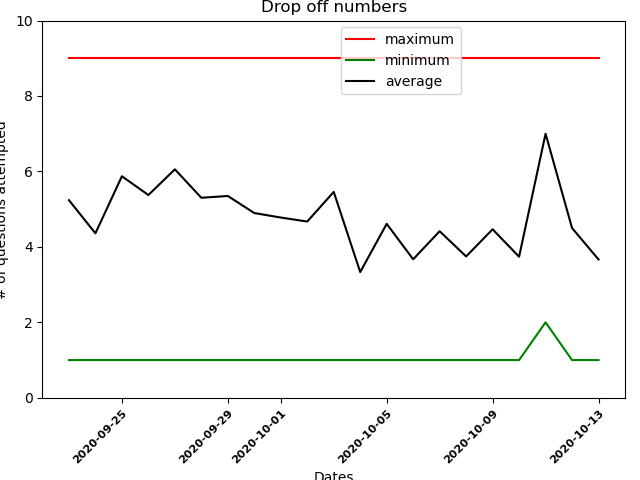 Drop off numbers
maximum
minimum
average
# of questions attempted
10
8
6
4
2
0
2020-09-25
2020-09-29
2020-10-01
2020-10-05
2020-10-09
2020-10-13
Dates